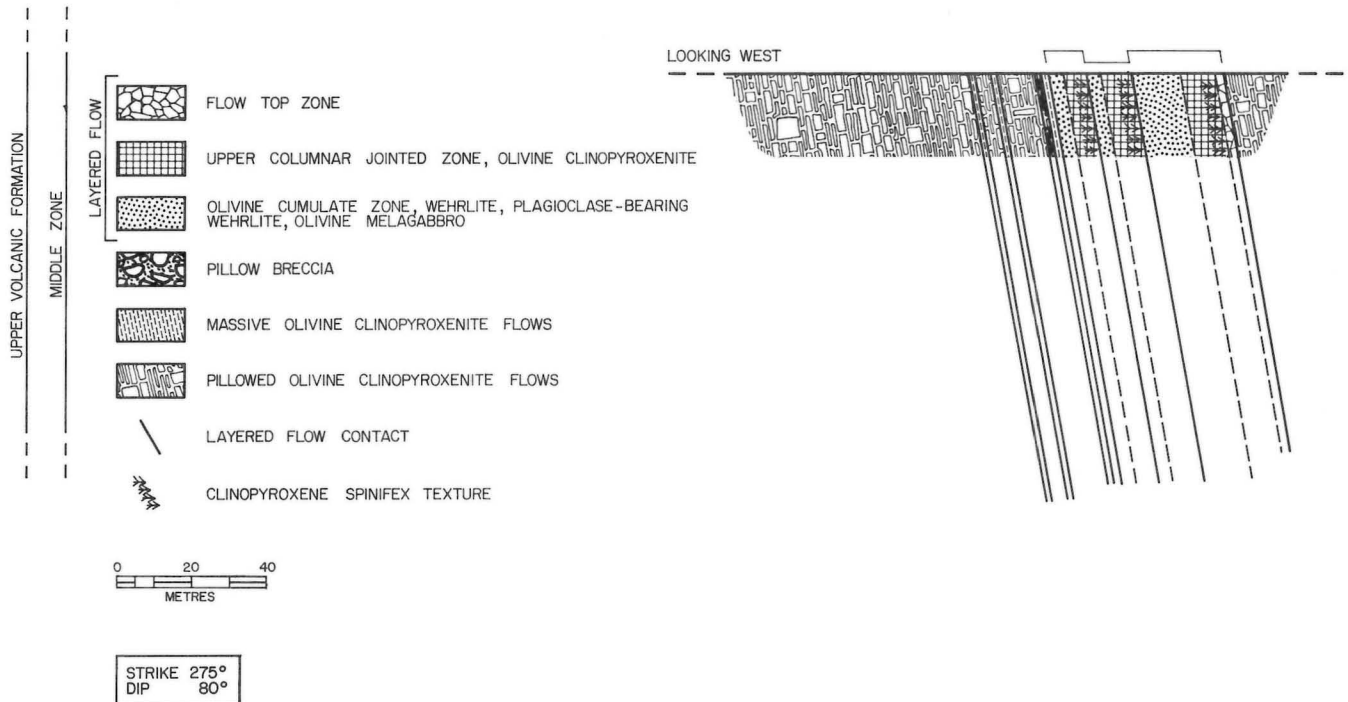 LOOKING WEST
UPPER VOLCANIC FORMATION
MIDDLE ZONE
LAYERED FLOW
FLOW TOP ZONE
UPPER COLUMNAR JOINTED ZONE, OLIVINE CLINOPYROXENITE
OLIVINE CUMULATE ZONE, WEHRLITE, PLAGIOCLASE-BEARING
WEHRLITE, OLIVINE MELAGABBRO
PILLOW BRECCIA
MASSIVE OLIVINE CLINOPYROXENITE FLOWS
PILLOWED OLIVINE CLINOPYROXENITE FLOWS
LAYERED FLOW CONTACT
CLINOPYROXENE SPINIFEX TEXTURE
0 20 40
METRES
STRIKE 275°
DIP 80°